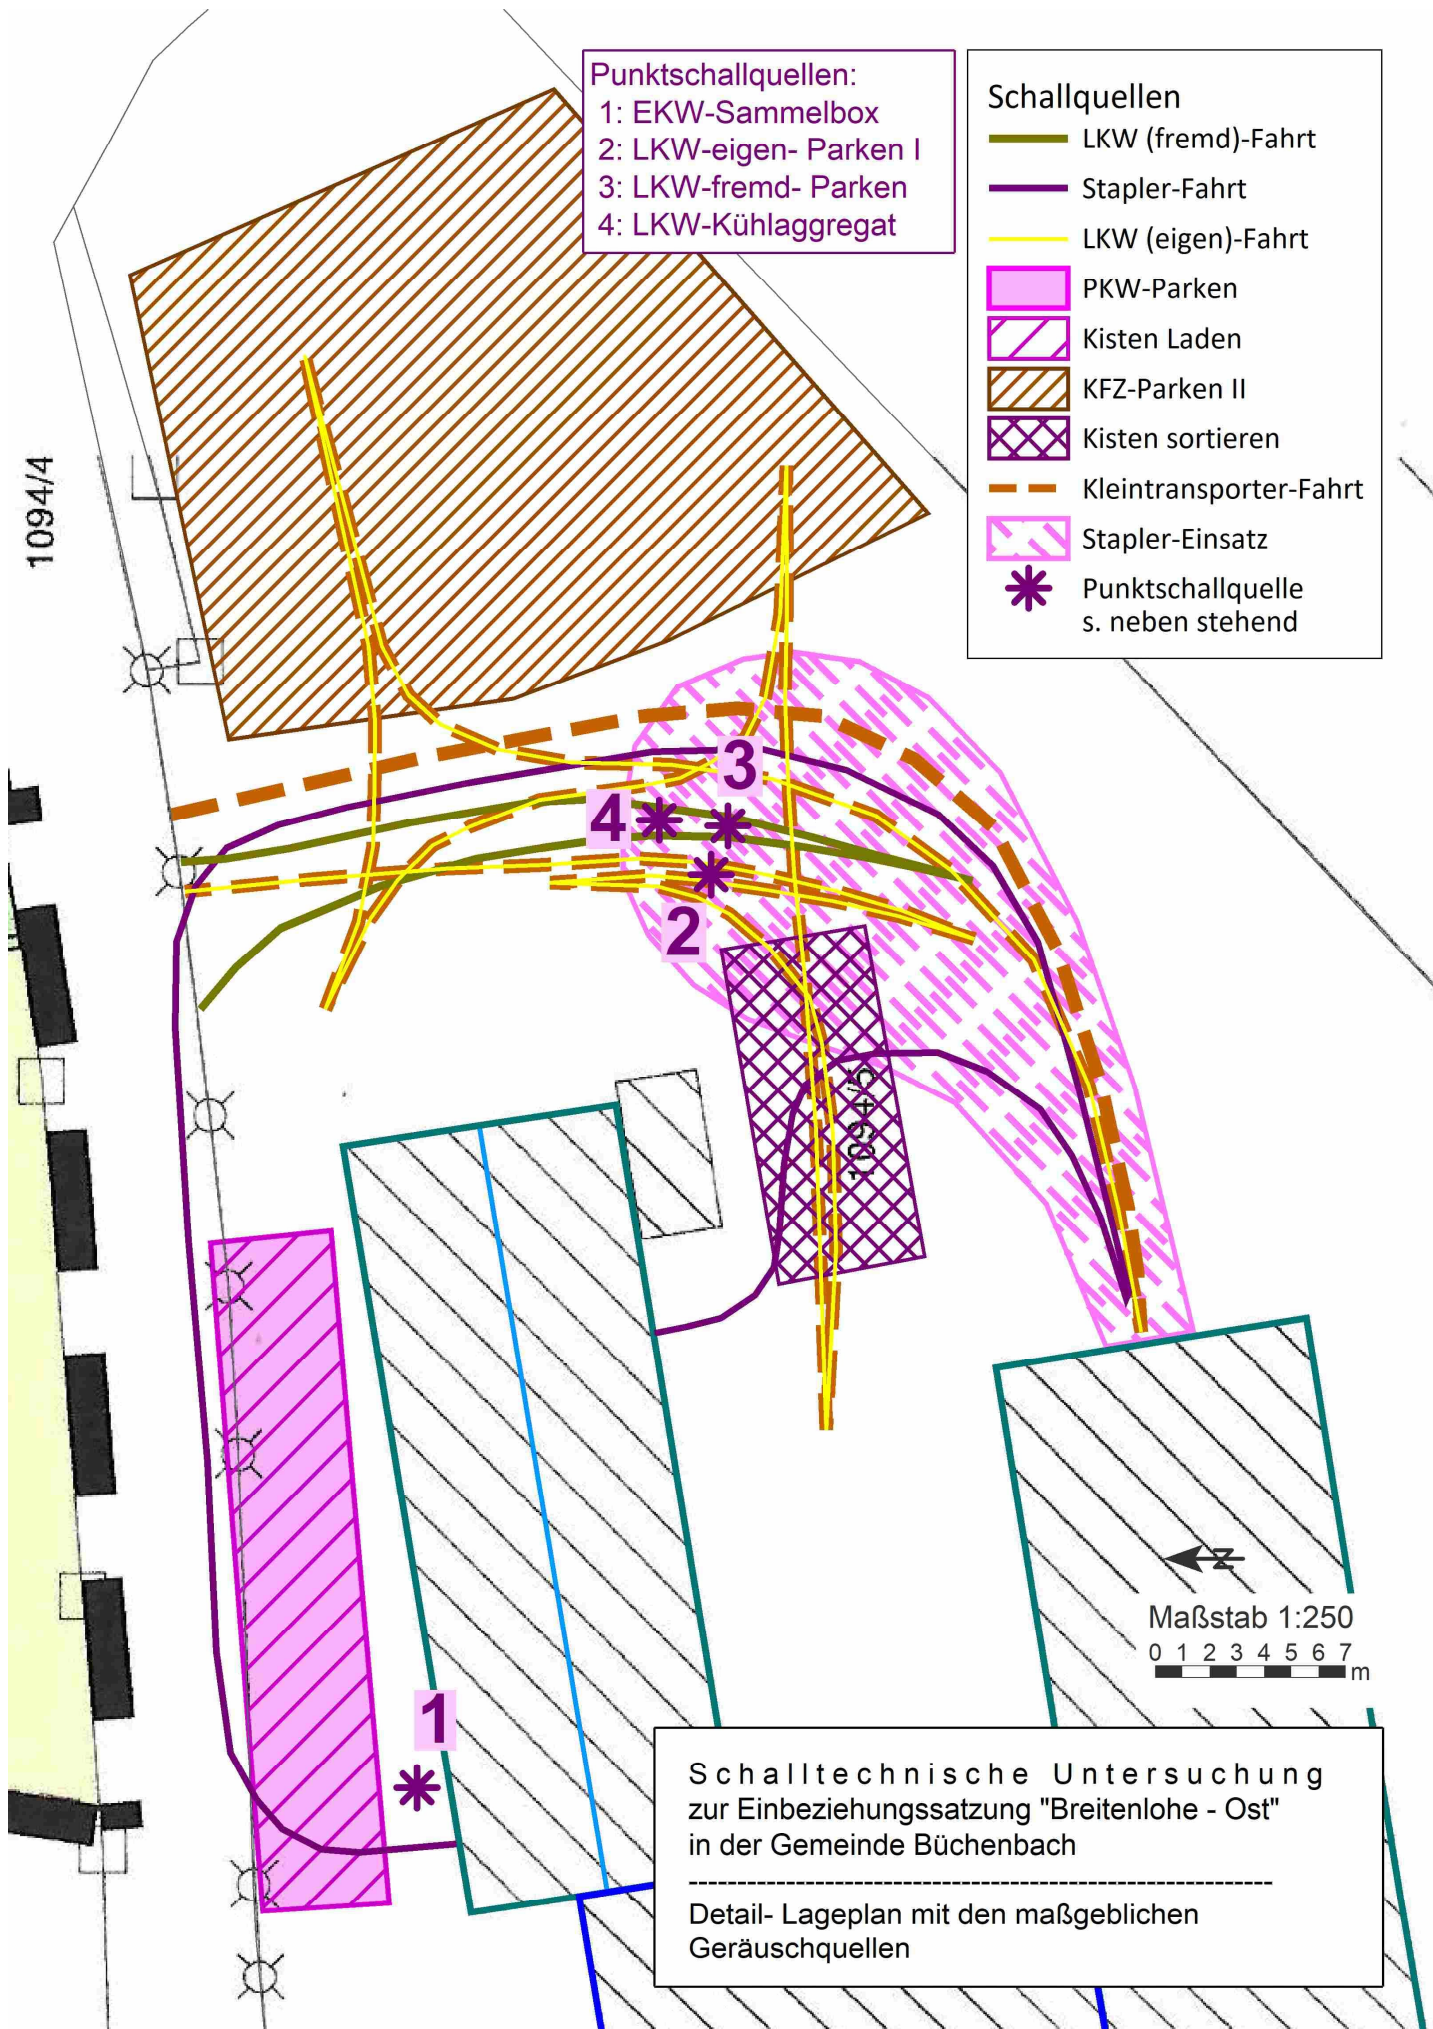 Punktschallquellen:
1: EKW-Sammelbox
2: LKW-eigen- Parken I
3: LKW-fremd- Parken
4: LKW-Kühlaggregat
Schallquellen
LKW (fremd)-Fahrt
Stapler-Fahrt
LKW (eigen)-Fahrt
PKW-Parken
Kisten Laden
KFZ-Parken II
Kisten sortieren
Kleintransporter-Fahrt
Stapler-Einsatz
Punktschallquelle
s. neben stehend
1094/4
3
4
2
1
N
Maßstab 1:250
0 1 2 3 4 5 6 7
m
Schalltechnische Untersuchung
zur Einbeziehungssatzung "Breitenlohe - Ost"
in der Gemeinde Büchenbach
------------------------------------------------------------
Detail- Lageplan mit den maßgeblichen
Geräuschquellen